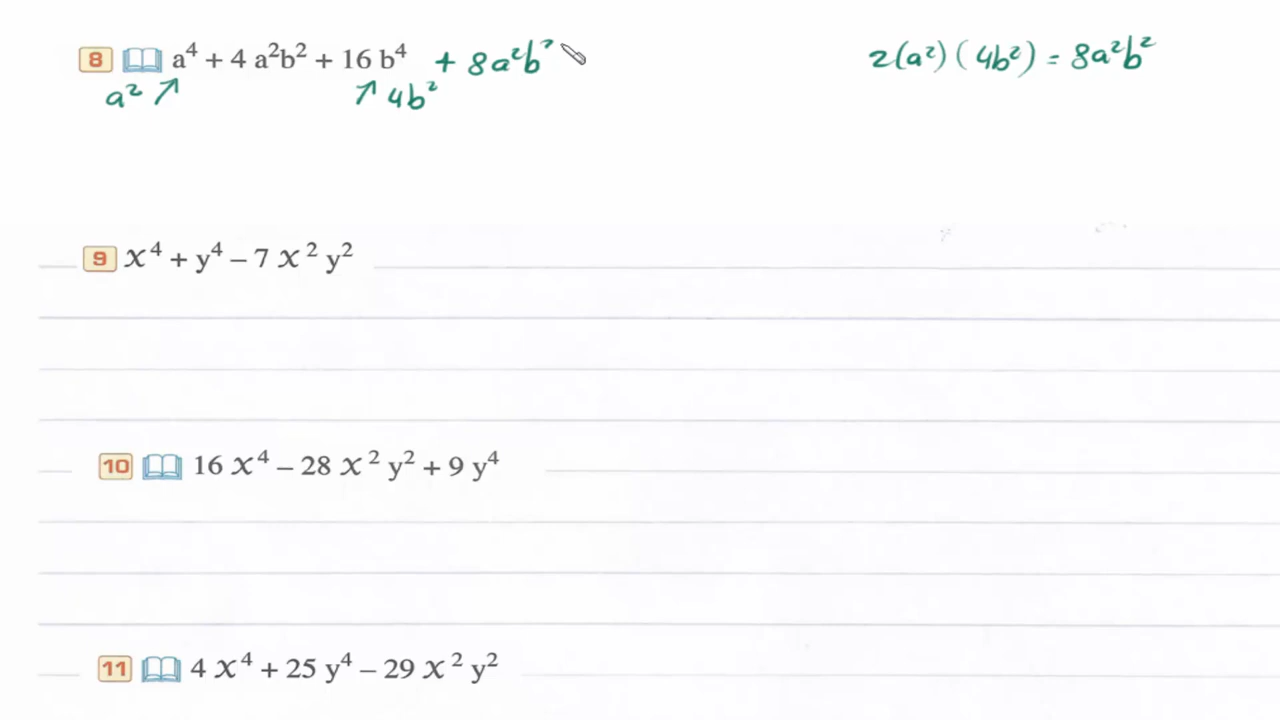 8 a⁴ + 4 a²b² + 16 b⁴ + 8a²b² 2(a²)(4b²) = 8a²b²
a² ↗ ↗ 4b²
9 x⁴ + y⁴ – 7 x² y²
10 16 x⁴ – 28 x² y² + 9 y⁴
11 4 x⁴ + 25 y⁴ – 29 x² y²